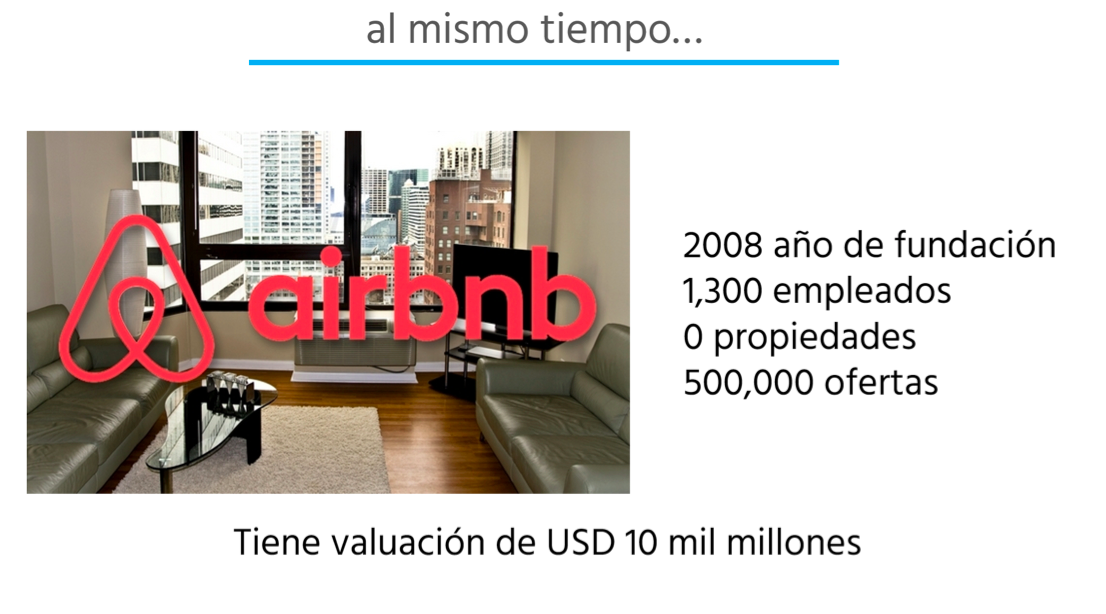 al mismo tiempo...
airbnb
2008 año de fundación
1,300 empleados
0 propiedades
500,000 ofertas
Tiene valuación de USD 10 mil millones